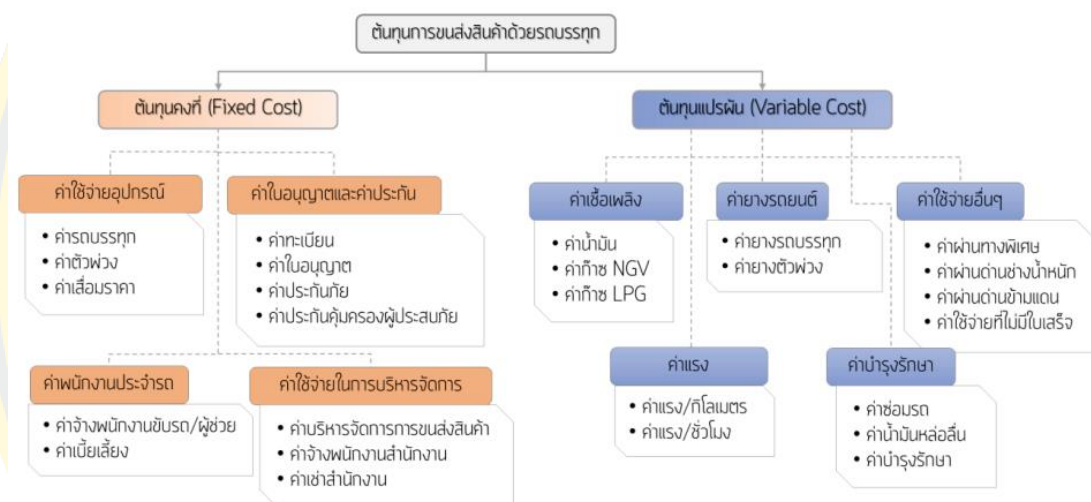 ต้นทุนการขนส่งสินค้าด้วยรถบรรทุก
ต้นทุนคงที่ (Fixed Cost)
ค่าใช้จ่ายอุปกรณ์
• ค่ารถบรรทุก
• ค่าตัวพ่วง
• ค่าเสื่อมราคา
ค่าใบอนุญาตและค่าประกัน
• ค่าทะเบียน
• ค่าใบอนุญาต
• ค่าประกันภัย
• ค่าประกันคุ้มครองผู้ประสบภัย
ค่าพนักงานประจำรถ
• ค่าจ้างพนักงานขับรถ/ผู้ช่วย
• ค่าเบี้ยเลี้ยง
ค่าใช้จ่ายในการบริหารจัดการ
• ค่าบริหารจัดการการขนส่งสินค้า
• ค่าจ้างพนักงานสำนักงาน
• ค่าเช่าสำนักงาน
ต้นทุนแปรผัน (Variable Cost)
ค่าเชื้อเพลิง
• ค่าน้ำมัน
• ค่าก๊าซ NGV
• ค่าก๊าซ LPG
ค่ายางรถยนต์
• ค่ายางรถบรรทุก
• ค่ายางตัวพ่วง
ค่าใช้จ่ายอื่นๆ
• ค่าผ่านทางพิเศษ
• ค่าผ่านด่านช่างน้ำหนัก
• ค่าผ่านด่านข้ามแดน
• ค่าใช้จ่ายที่ไม่มีใบเสร็จ
ค่าแรง
• ค่าแรง/กิโลเมตร
• ค่าแรง/ชั่วโมง
ค่าบำรุงรักษา
• ค่าซ่อมรถ
• ค่าน้ำมันหล่อลื่น
• ค่าบำรุงรักษา